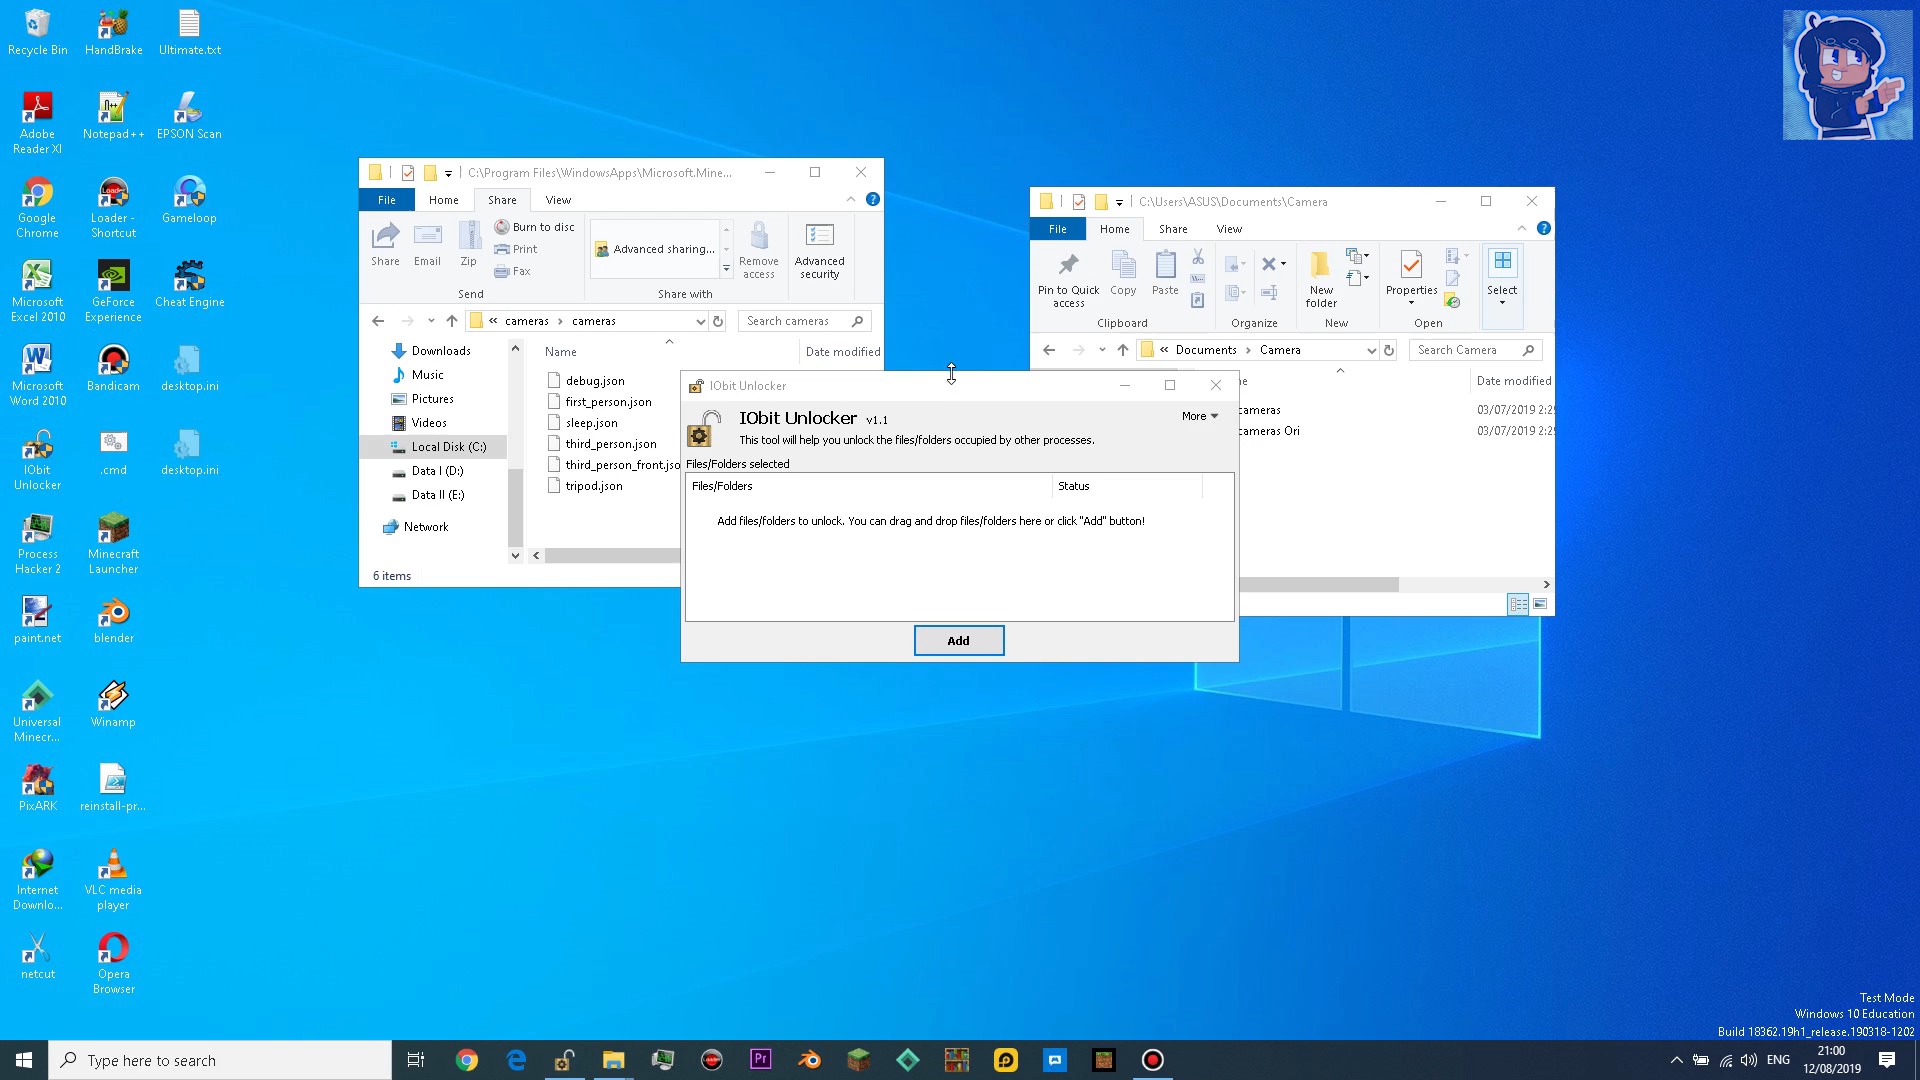 Recycle Bin
HandBrake
Ultimate.txt
Adobe
Reader XI
Notepad++
EPSON Scan
Google
Chrome
Loader -
Shortcut
Gameloop
Microsoft
Excel 2010
GeForce
Experience
Cheat Engine
Microsoft
Word 2010
Bandicam
desktop.ini
IObit
Unlocker
.cmd
desktop.ini
Process
Hacker 2
Minecraft
Launcher
paint.net
blender
Universal
Minecr...
Winamp
PixARK
reinstall-pr...
Internet
Downlo...
VLC media
player
netcut
Opera
Browser
C:\Program Files\WindowsApps\Microsoft.Mine...
File
Home
Share
View
Share
Email
Zip
Burn to disc
Print
Fax
Advanced sharing...
Remove
access
Advanced
security
Send
Share with
« cameras › cameras
Search cameras
Downloads
Music
Pictures
Videos
Local Disk (C:)
Data I (D:)
Data II (E:)
Network
Name
Date modified
debug.json
first_person.json
sleep.json
third_person.json
third_person_front.jso
tripod.json
6 items
C:\Users\ASUS\Documents\Camera
File
Home
Share
View
Pin to Quick
access
Copy
Paste
New
folder
Properties
Select
Clipboard
Organize
New
Open
« Documents › Camera
Search Camera
Date modified
cameras
03/07/2019 2:2
cameras Ori
03/07/2019 2:2
IObit Unlocker
IObit Unlocker v1.1
More
This tool will help you unlock the files/folders occupied by other processes.
Files/Folders selected
Files/Folders
Status
Add files/folders to unlock. You can drag and drop files/folders here or click "Add" button!
Add
Test Mode
Windows 10 Education
Build 18362.19h1_release.190318-1202
Type here to search
Pr
ENG
21:00
12/08/2019